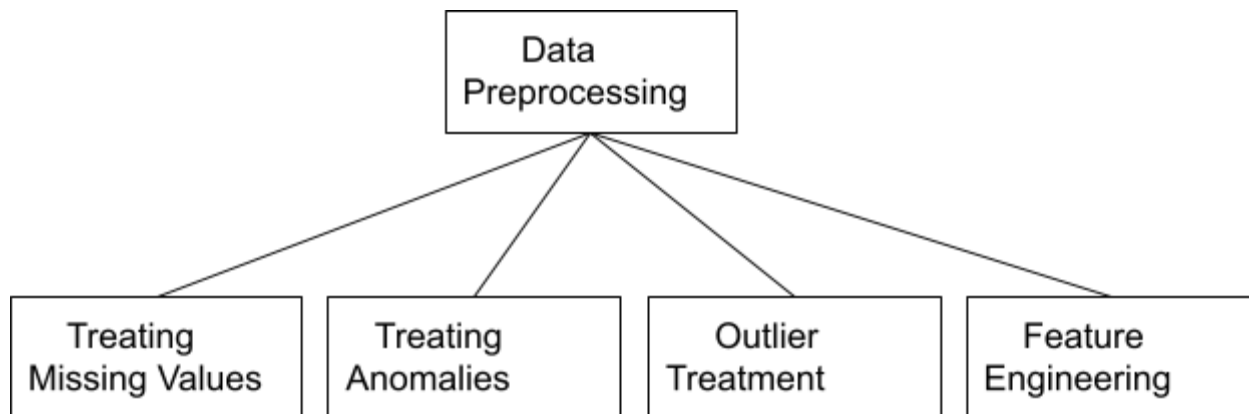 Data
Preprocessing
Treating
Missing Values
Treating
Anomalies
Outlier
Treatment
Feature
Engineering